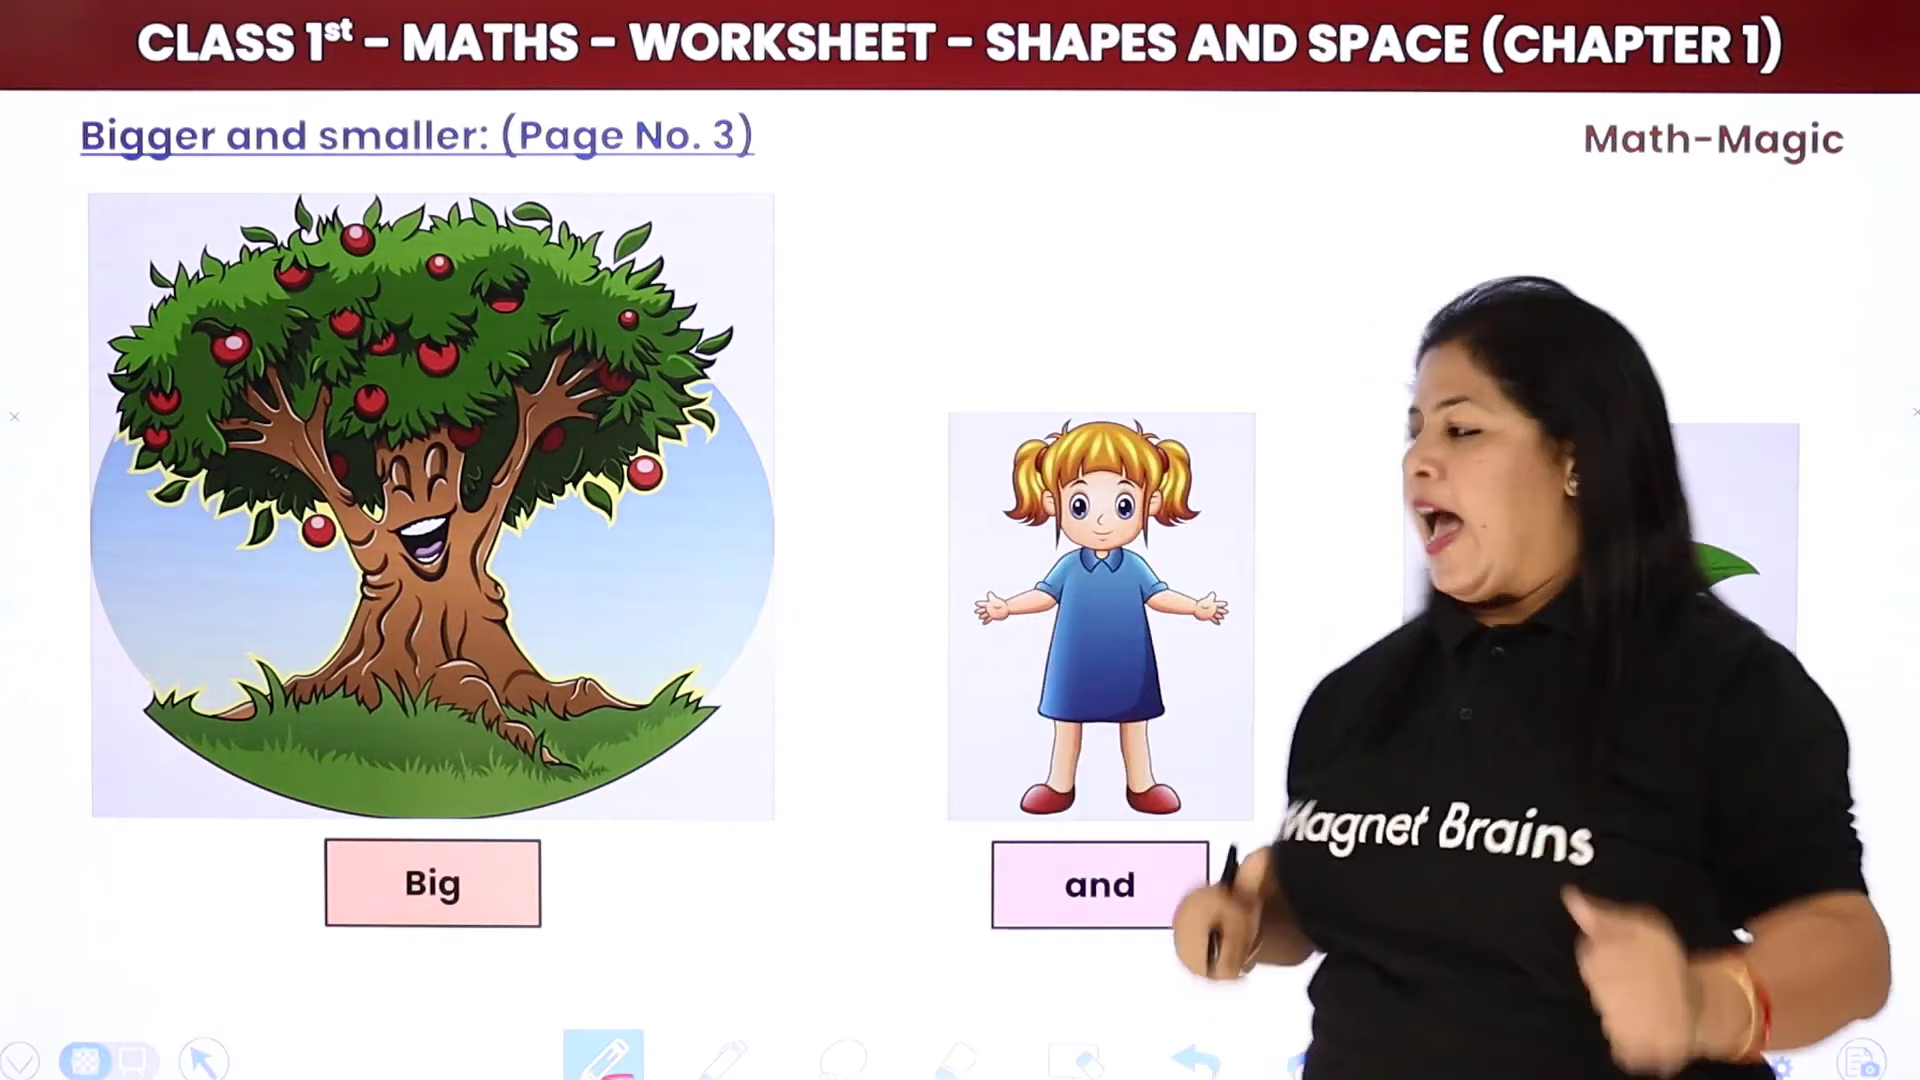 CLASS 1st - MATHS - WORKSHEET - SHAPES AND SPACE (CHAPTER 1)
Bigger and smaller: (Page No. 3)
Math-Magic
Magnet Brains
Big
and